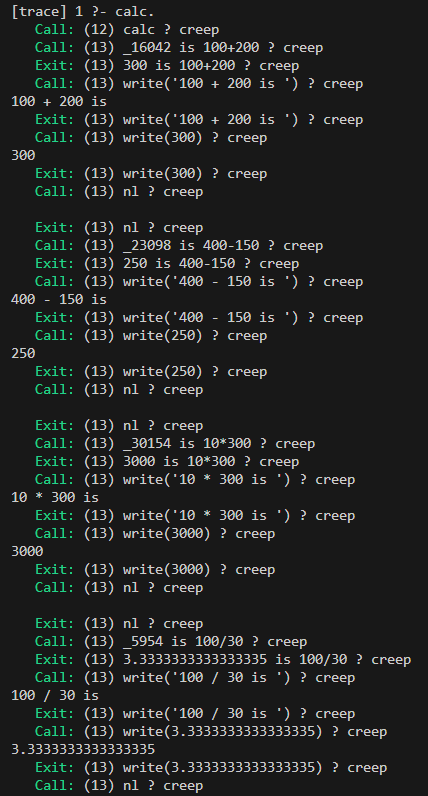 [trace] 1 ?- calc.
   Call: (12) calc ? creep
   Call: (13) _16042 is 100+200 ? creep
   Exit: (13) 300 is 100+200 ? creep
   Call: (13) write('100 + 200 is ') ? creep
100 + 200 is
   Exit: (13) write('100 + 200 is ') ? creep
   Call: (13) write(300) ? creep
300
   Exit: (13) write(300) ? creep
   Call: (13) nl ? creep

   Exit: (13) nl ? creep
   Call: (13) _23098 is 400-150 ? creep
   Exit: (13) 250 is 400-150 ? creep
   Call: (13) write('400 - 150 is ') ? creep
400 - 150 is
   Exit: (13) write('400 - 150 is ') ? creep
   Call: (13) write(250) ? creep
250
   Exit: (13) write(250) ? creep
   Call: (13) nl ? creep

   Exit: (13) nl ? creep
   Call: (13) _30154 is 10*300 ? creep
   Exit: (13) 3000 is 10*300 ? creep
   Call: (13) write('10 * 300 is ') ? creep
10 * 300 is
   Exit: (13) write('10 * 300 is ') ? creep
   Call: (13) write(3000) ? creep
3000
   Exit: (13) write(3000) ? creep
   Call: (13) nl ? creep

   Exit: (13) nl ? creep
   Call: (13) _5954 is 100/30 ? creep
   Exit: (13) 3.3333333333333335 is 100/30 ? creep
   Call: (13) write('100 / 30 is ') ? creep
100 / 30 is
   Exit: (13) write('100 / 30 is ') ? creep
   Call: (13) write(3.3333333333333335) ? creep
3.3333333333333335
   Exit: (13) write(3.3333333333333335) ? creep
   Call: (13) nl ? creep